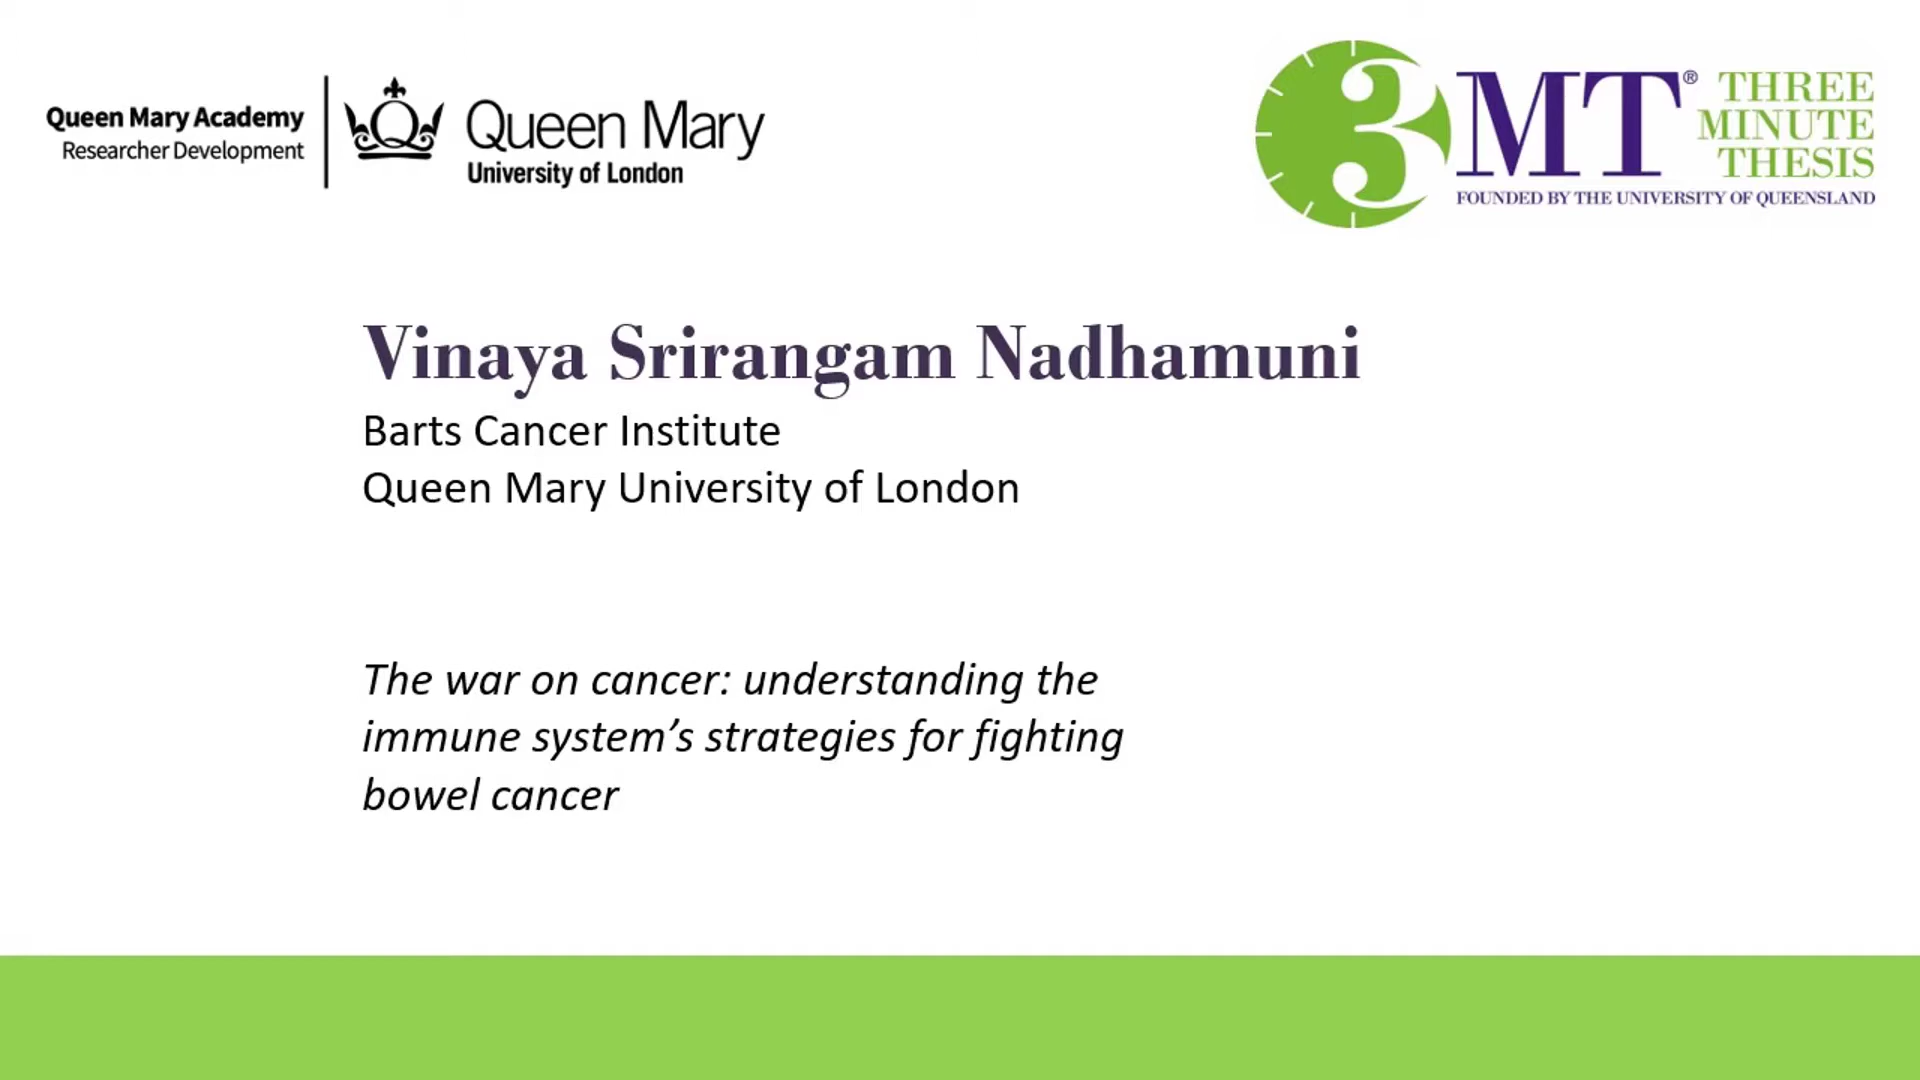 Queen Mary Academy
Researcher Development
Queen Mary
University of London
3MT® THREE
MINUTE
THESIS
FOUNDED BY THE UNIVERSITY OF QUEENSLAND
Vinaya Srirangam Nadhamuni
Barts Cancer Institute
Queen Mary University of London
The war on cancer: understanding the
immune system’s strategies for fighting
bowel cancer